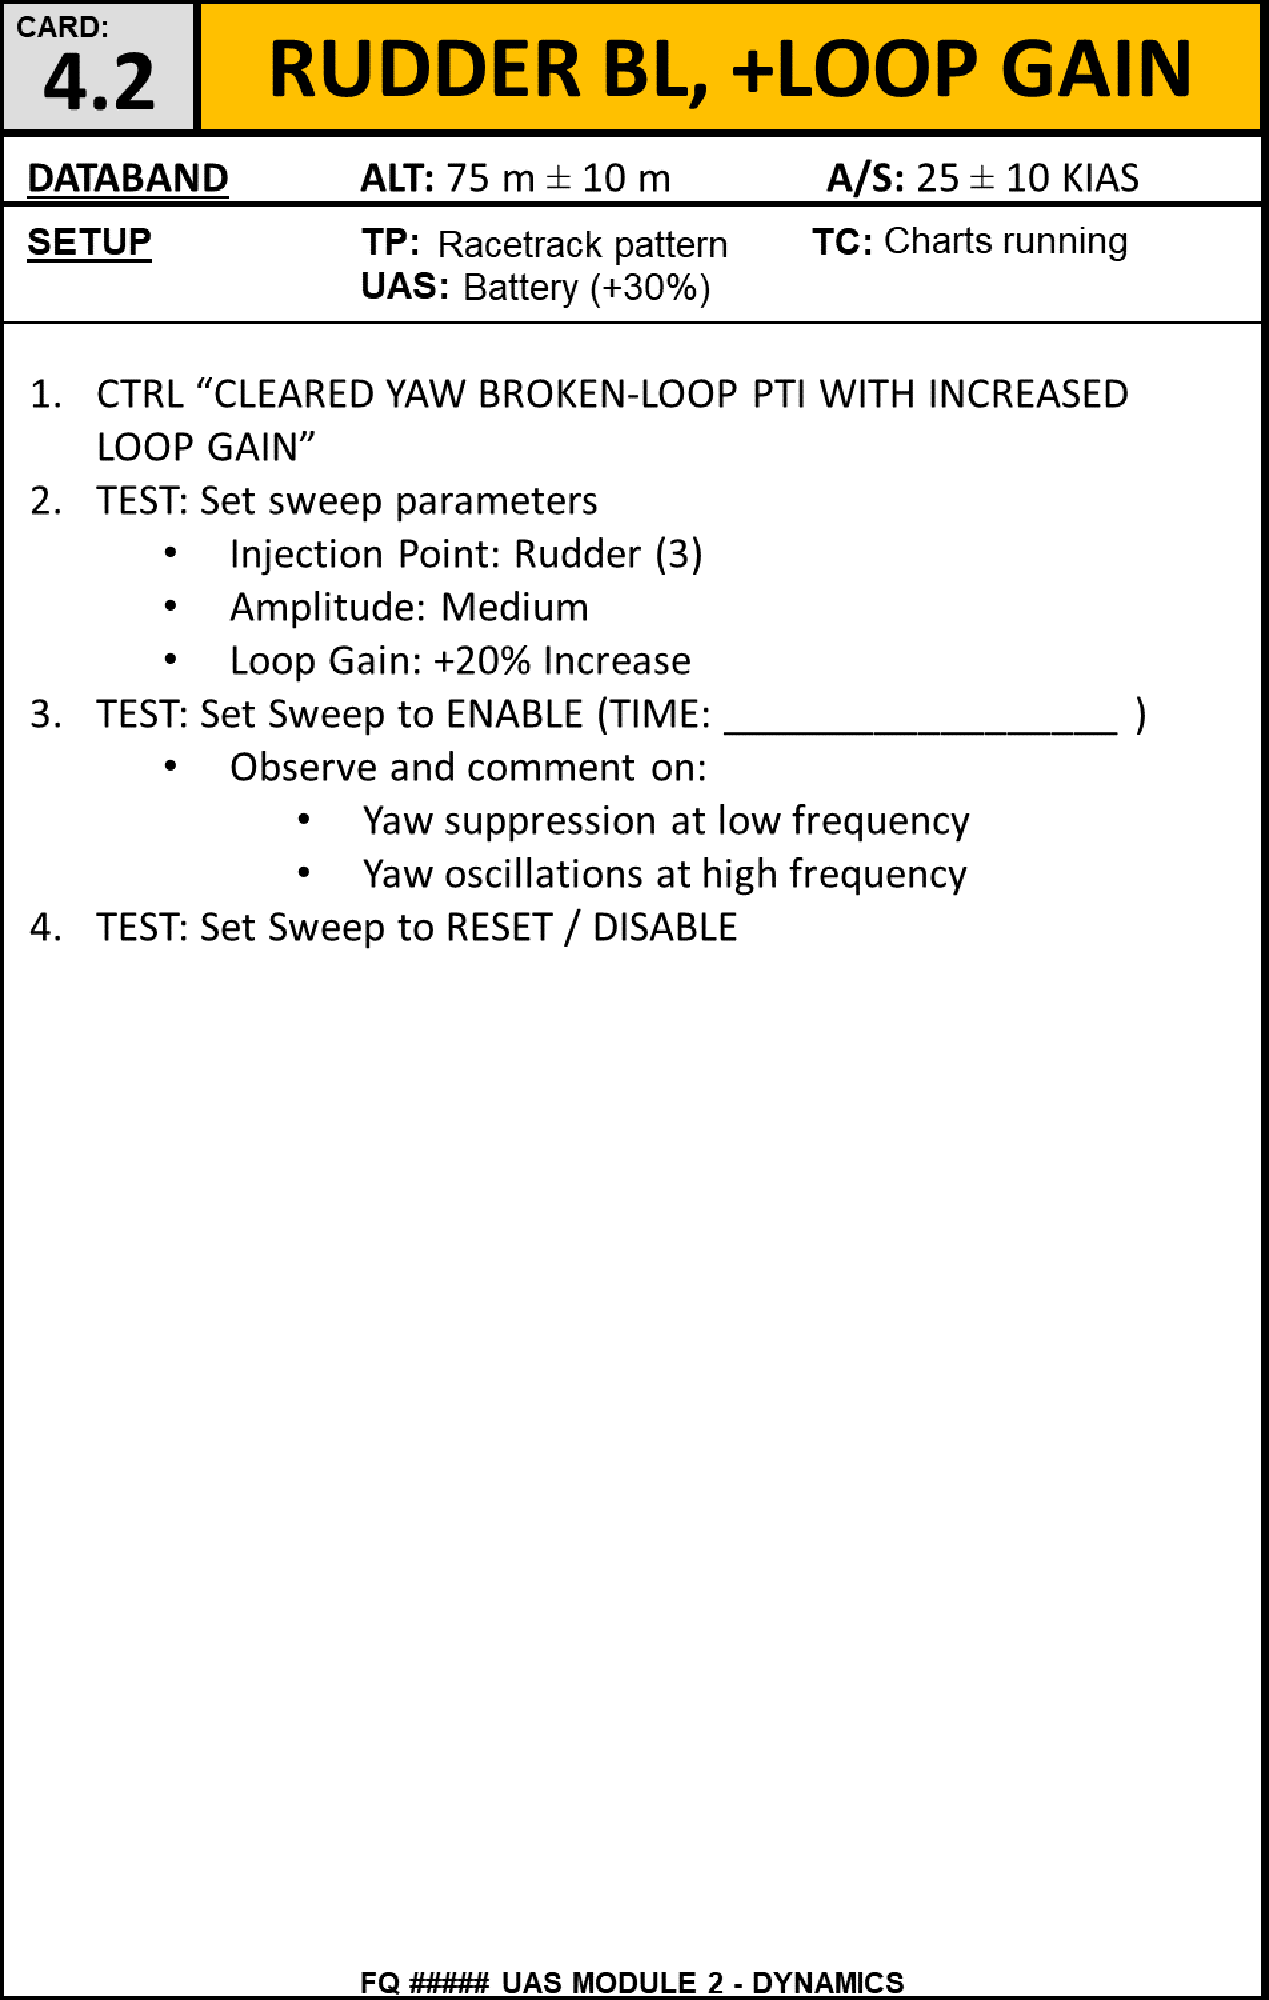 CARD:
4.2
RUDDER BL, +LOOP GAIN
DATABAND ALT: 75 m ± 10 m A/S: 25 ± 10 KIAS
SETUP TP: Racetrack pattern TC: Charts running
UAS: Battery (+30%)
1. CTRL “CLEARED YAW BROKEN-LOOP PTI WITH INCREASED
LOOP GAIN”
2. TEST: Set sweep parameters
• Injection Point: Rudder (3)
• Amplitude: Medium
• Loop Gain: +20% Increase
3. TEST: Set Sweep to ENABLE (TIME: __________________ )
• Observe and comment on:
• Yaw suppression at low frequency
• Yaw oscillations at high frequency
4. TEST: Set Sweep to RESET / DISABLE
FQ ##### UAS MODULE 2 - DYNAMICS